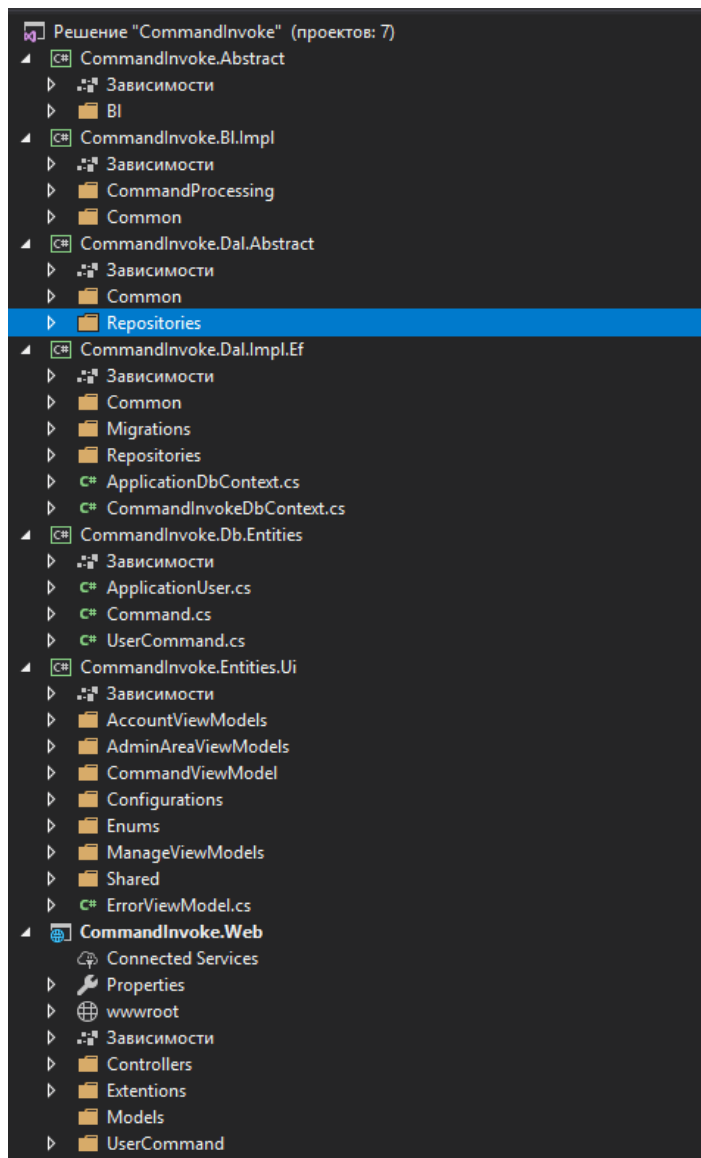 Решение "CommandInvoke" (проектов: 7)
C# CommandInvoke.Abstract
Зависимости
Bl
C# CommandInvoke.Bl.Impl
Зависимости
CommandProcessing
Common
C# CommandInvoke.Dal.Abstract
Зависимости
Common
Repositories
C# CommandInvoke.Dal.Impl.Ef
Зависимости
Common
Migrations
Repositories
C# ApplicationDbContext.cs
C# CommandInvokeDbContext.cs
C# CommandInvoke.Db.Entities
Зависимости
C# ApplicationUser.cs
C# Command.cs
C# UserCommand.cs
C# CommandInvoke.Entities.Ui
Зависимости
AccountViewModels
AdminAreaViewModels
CommandViewModel
Configurations
Enums
ManageViewModels
Shared
C# ErrorViewModel.cs
CommandInvoke.Web
Connected Services
Properties
wwwroot
Зависимости
Controllers
Extentions
Models
UserCommand